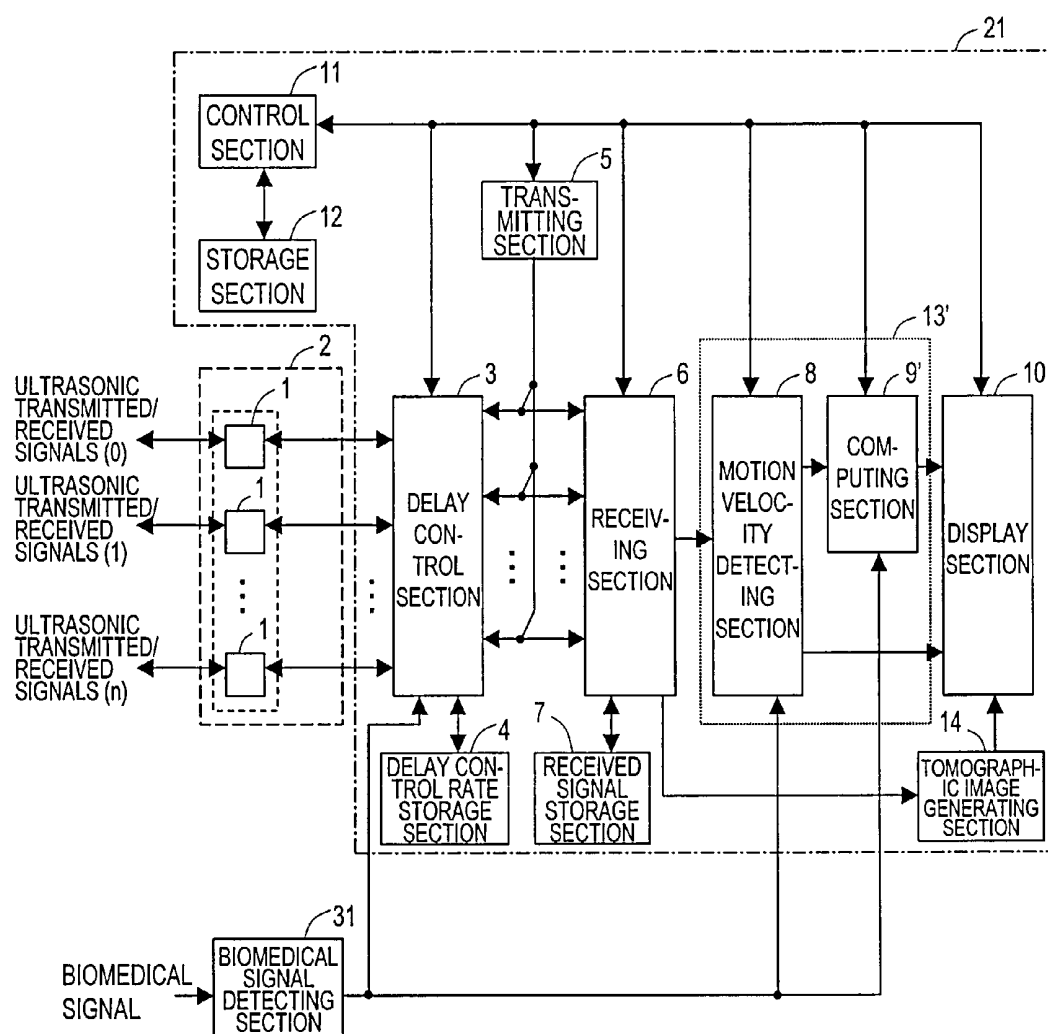 21
11
CONTROL
SECTION
5
TRANS-
MITTING
SECTION
12
STORAGE
SECTION
13'
2
ULTRASONIC
TRANSMITTED/
RECEIVED
SIGNALS (0)
1
3
6
8
9'
10
ULTRASONIC
TRANSMITTED/
RECEIVED
SIGNALS (1)
1
DELAY
CON-
TROL
SECTION
RECEIV-
ING
SECTION
MOTION
VELOC-
ITY
DETECT-
ING
SECTION
COM-
PUTING
SECTION
DISPLAY
SECTION
ULTRASONIC
TRANSMITTED/
RECEIVED
SIGNALS (n)
1
4
DELAY CON-
TROL RATE
STORAGE
SECTION
7
RECEIVED
SIGNAL
STORAGE
SECTION
14
TOMOGRAPH-
IC IMAGE
GENERATING
SECTION
31
BIOMEDICAL
SIGNAL
BIOMEDICAL
SIGNAL
DETECTING
SECTION